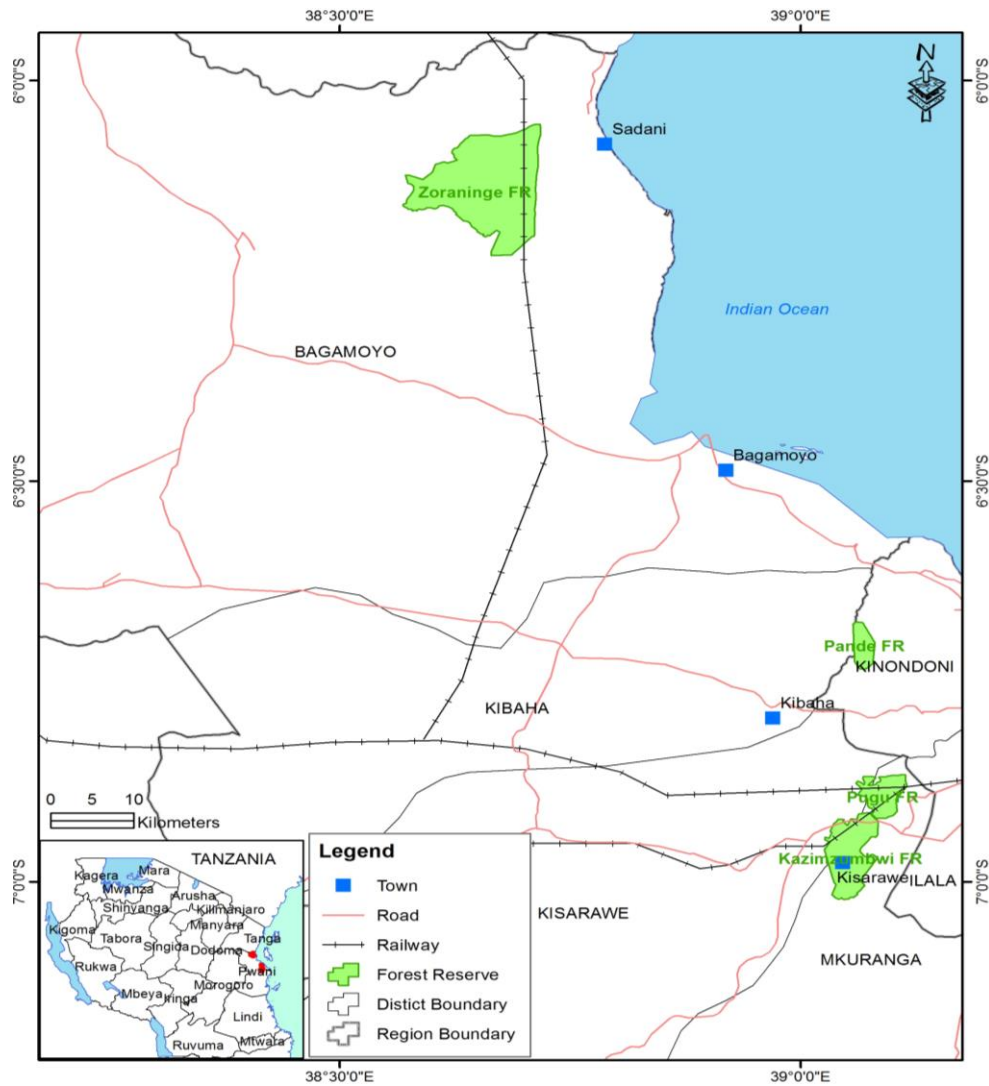 38°30'0"E
39°0'0"E
N
6°0'0"S
6°0'0"S
Sadani
Zoraninge FR
Indian Ocean
BAGAMOYO
Bagamoyo
6°30'0"S
6°30'0"S
Pande FR
KINONDONI
KIBAHA
Kibaha
Pugu FR
0 5 10
Kilometers
Kazimzumbwi FR
Kisarawe
ILALA
7°0'0"S
7°0'0"S
KISARAWE
MKURANGA
TANZANIA
Kagera
Mara
Mwanza
Arusha
Shinyanga
Kilimanjaro
Kigoma
Manyara
Tabora
Singida
Dodoma
Tanga
Rukwa
Pwani
Morogoro
Mbeya
Iringa
Lindi
Ruvuma
Mtwara
Legend
Town
Road
Railway
Forest Reserve
Distict Boundary
Region Boundary
38°30'0"E
39°0'0"E